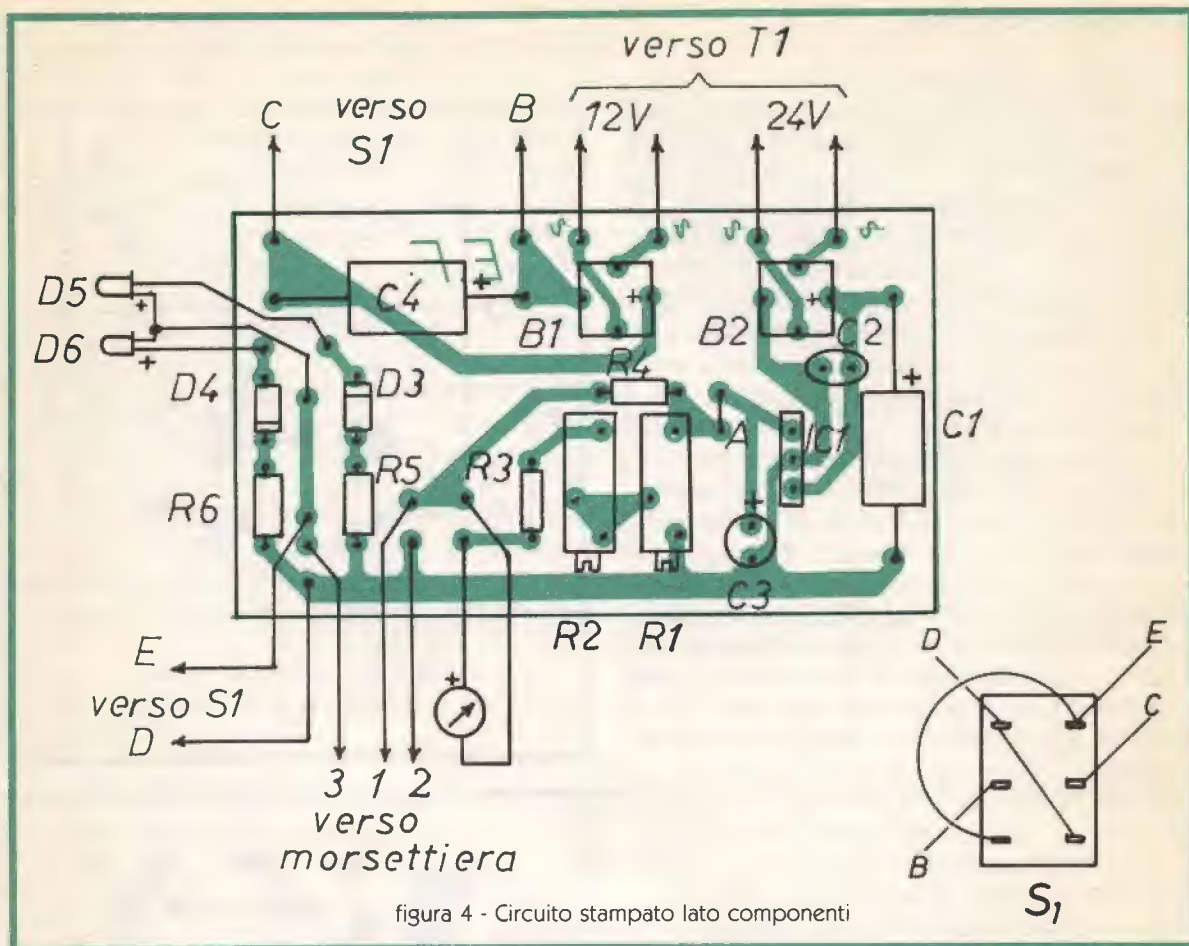 verso T1
C verso B 12V 24V
S1
D5
D6
C4 +
B1 + B2 + C2
D4 D3 R4
+ C1
A IC1
R6 R5 R3
+
C3
R2 R1
E
verso S1
D
+
3 1 2
verso
morsettiera
D E
C
B
S1
figura 4 - Circuito stampato lato componenti